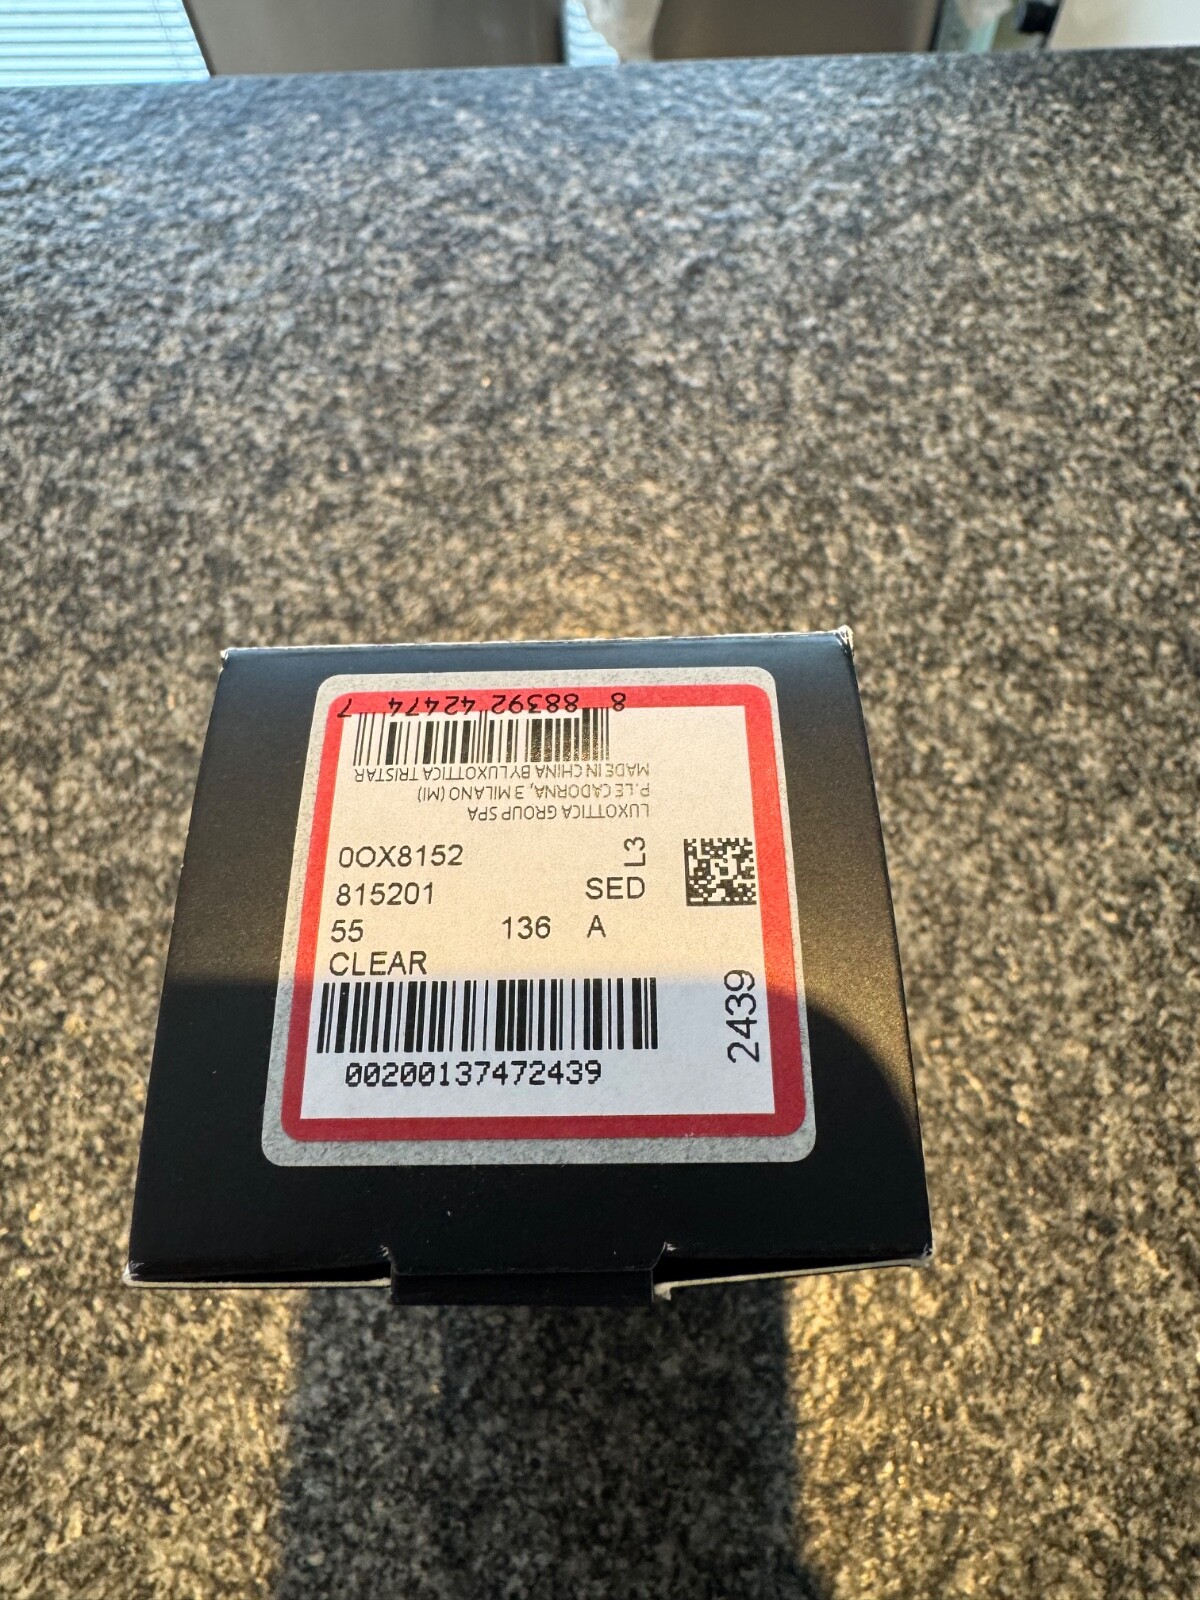 8 88392 42474 7
MADE IN CHINA BY LUXOTTICA TRISTAR
P.LE CADORNA, 3 MILANO (MI)
LUXOTTICA GROUP SPA
0OX8152 L3
815201 SED
55 136 A
CLEAR
00200137472439
2439